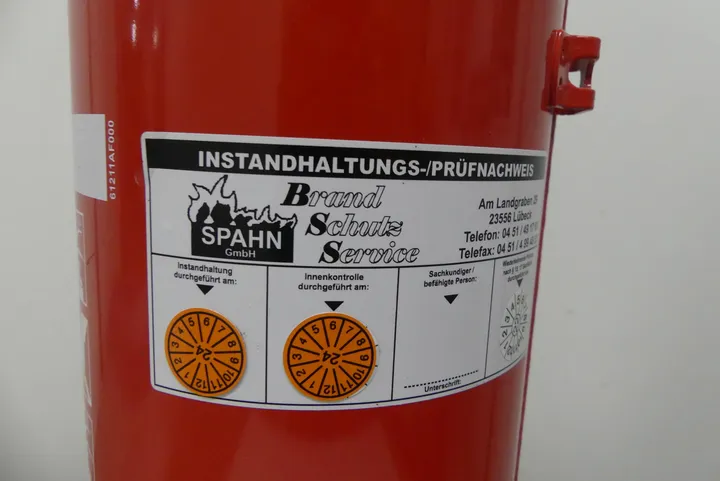 61211AF000
INSTANDHALTUNGS-/PRÜFNACHWEIS
SPAHN
GmbH
Brand
Schutz
Service
Am Landgraben
23556 Lübeck
Telefon: 04 51 /
Telefax: 04 51 /
Instandhaltung
durchgeführt am:
Innenkontrolle
durchgeführt am:
Sachkundiger /
befähigte Person:
Unterschrift:
1 2 3 4 5 6 7 8 9 10 11 12
24
1 2 3 4 5 6 7 8 9 10 11 12
24